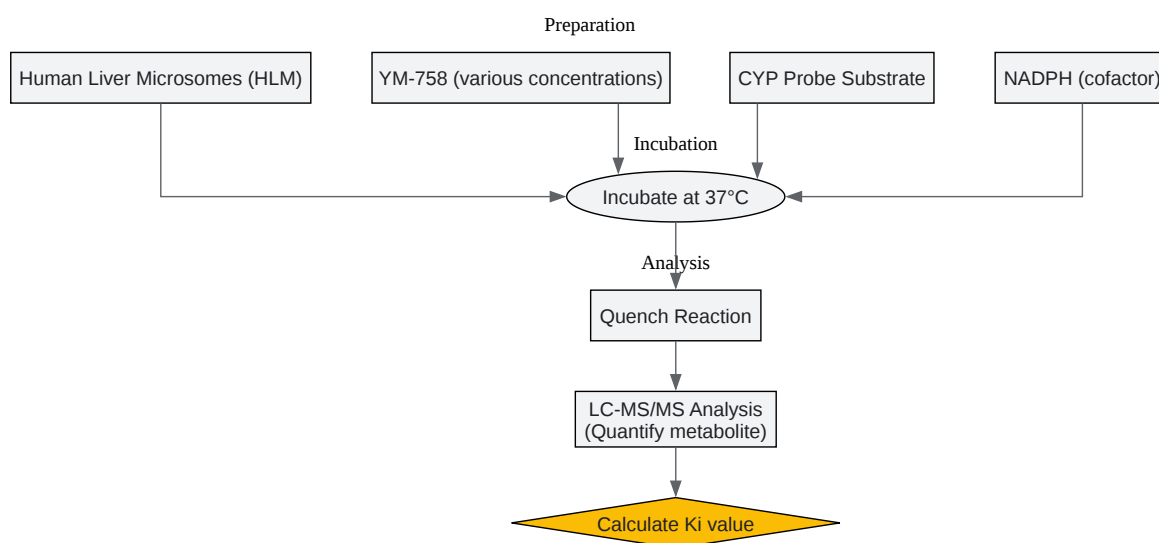 Preparation
Human Liver Microsomes (HLM)
YM-758 (various concentrations)
CYP Probe Substrate
NADPH (cofactor)
Incubation
Incubate at 37°C
Analysis
Quench Reaction
LC-MS/MS Analysis
(Quantify metabolite)
Calculate Ki value